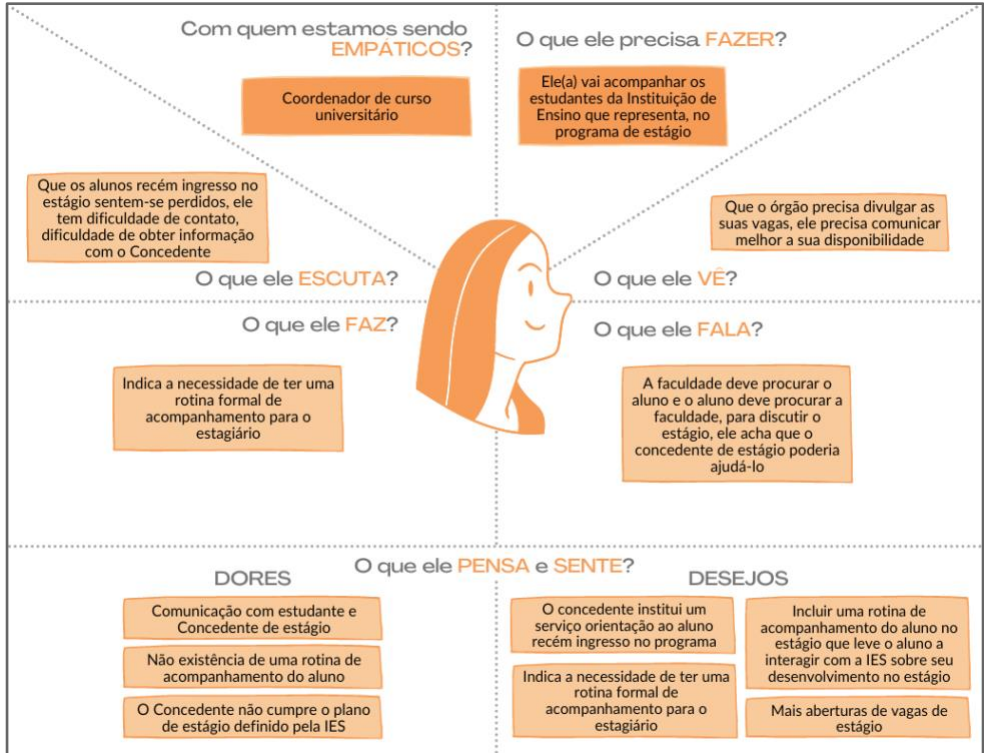 Com quem estamos sendo
EMPÁTICOS?
Coordenador de curso
universitário
O que ele precisa FAZER?
Ele(a) vai acompanhar os
estudantes da Instituição de
Ensino que representa, no
programa de estágio
Que os alunos recém ingresso no
estágio sentem-se perdidos, ele
tem dificuldade de contato,
dificuldade de obter informação
com o Concedente
O que ele ESCUTA?
Que o órgão precisa divulgar as
suas vagas, ele precisa comunicar
melhor a sua disponibilidade
O que ele VÊ?
O que ele FAZ?
Indica a necessidade de ter uma
rotina formal de
acompanhamento para o
estagiário
O que ele FALA?
A faculdade deve procurar o
aluno e o aluno deve procurar a
faculdade, para discutir o
estágio, ele acha que o
concedente de estágio poderia
ajudá-lo
O que ele PENSA e SENTE?
DORES
Comunicação com estudante e
Concedente de estágio
Não existência de uma rotina de
acompanhamento do aluno
O Concedente não cumpre o plano
de estágio definido pela IES
DESEJOS
O concedente institui um
serviço orientação ao aluno
recém ingresso no programa
Indica a necessidade de ter uma
rotina formal de
acompanhamento para o
estagiário
Incluir uma rotina de
acompanhamento do aluno no
estágio que leve o aluno a
interagir com a IES sobre seu
desenvolvimento no estágio
Mais aberturas de vagas de
estágio